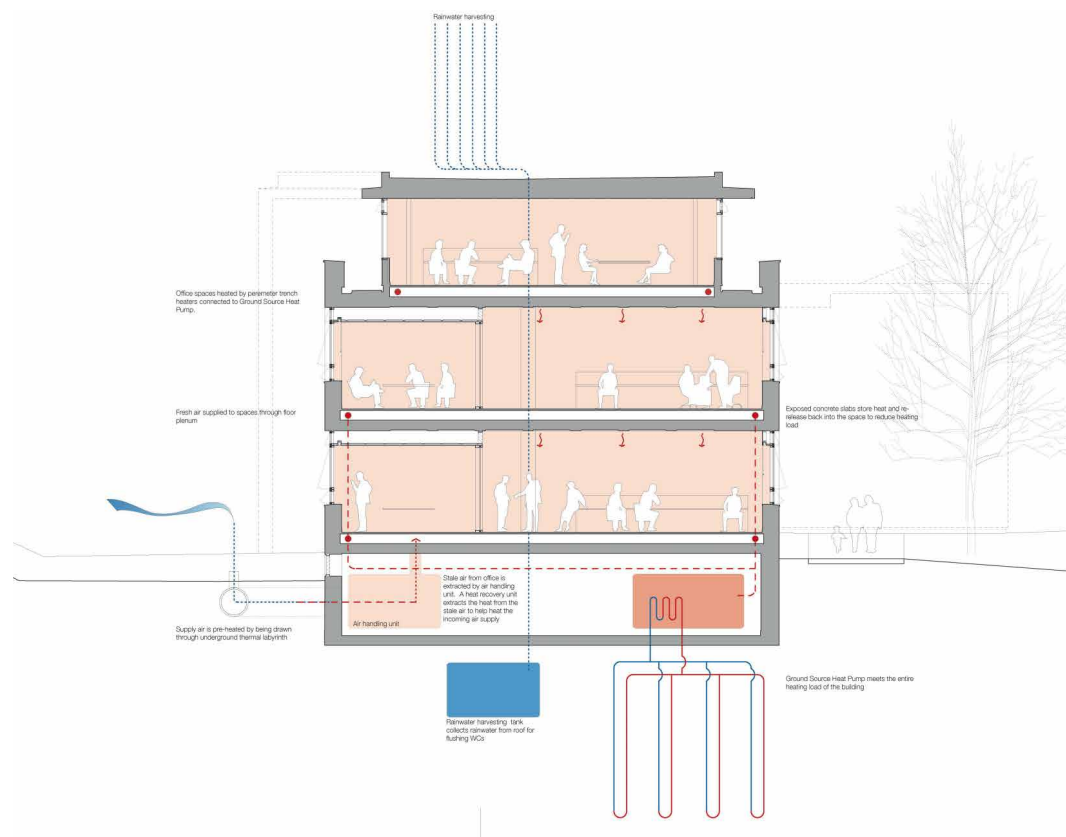 Rainwater harvesting
Office spaces heated by perimeter trench
heaters connected to Ground Source Heat
Pump.
Fresh air supplied to spaces through floor
plenum
Exposed concrete slabs store heat and re-
release back into the space to reduce heating
load
Stale air from office is
extracted by air handling
unit. A heat recovery unit
extracts the heat from the
stale air to help heat the
incoming air supply
Air handling unit
Supply air is pre-heated by being drawn
through underground thermal labyrinth
Ground Source Heat Pump meets the entire
heating load of the building
Rainwater harvesting tank
collects rainwater from roof for
flushing WCs